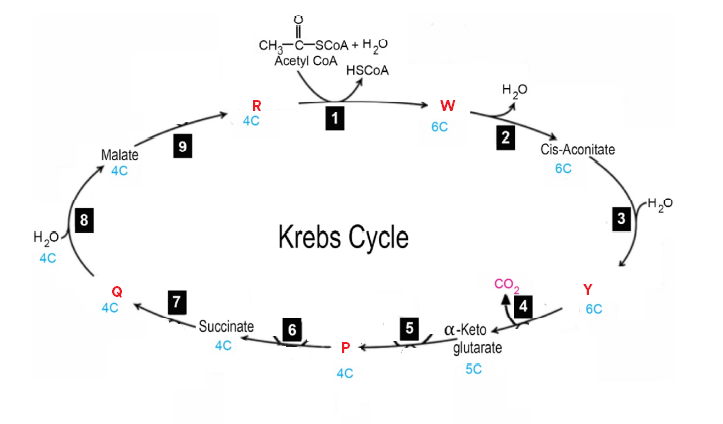 O
CH₃–C–SCoA + H₂O
Acetyl CoA
HSCoA
R
4C
1
W
6C
H₂O
2
Cis-Aconitate
6C
9
Malate
4C
8
H₂O
4C
3
H₂O
Krebs Cycle
Q
4C
7
Succinate
4C
6
P
4C
5
α-Keto
glutarate
5C
CO₂
4
Y
6C